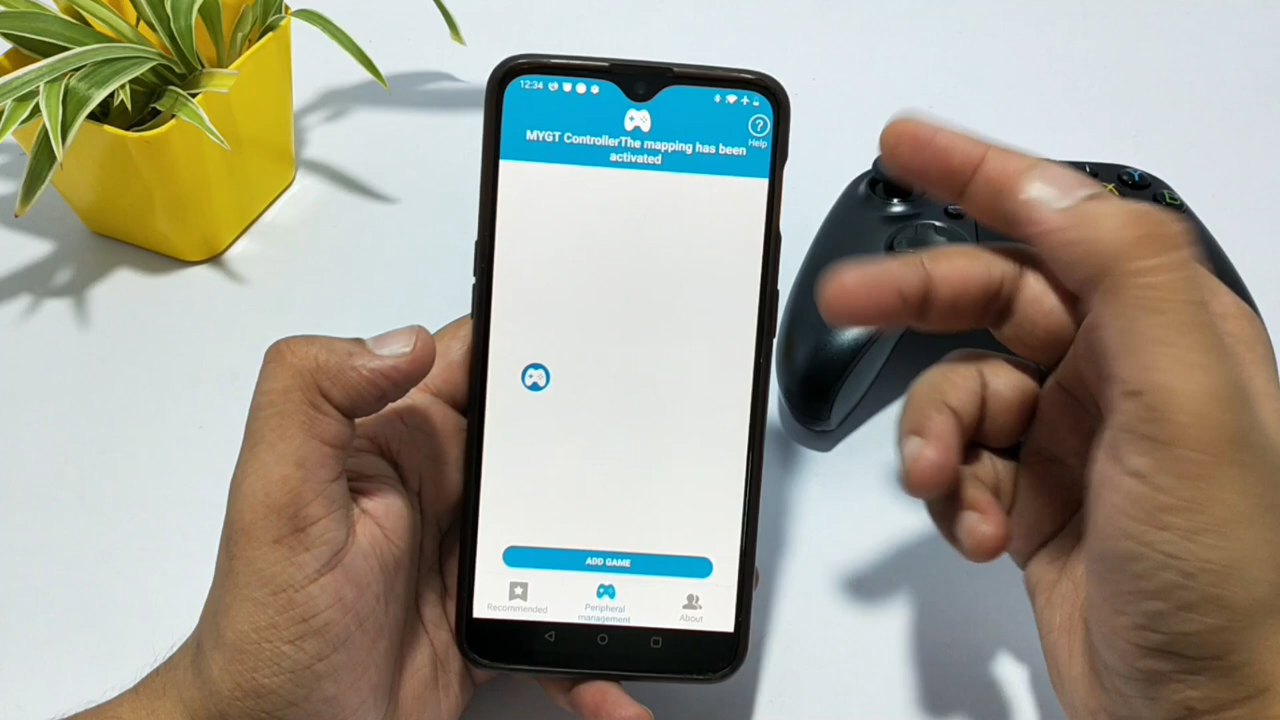 12:34
Help
MYGT ControllerThe mapping has been
activated
Y
X
B
ADD GAME
Recommended
Peripheral
management
About